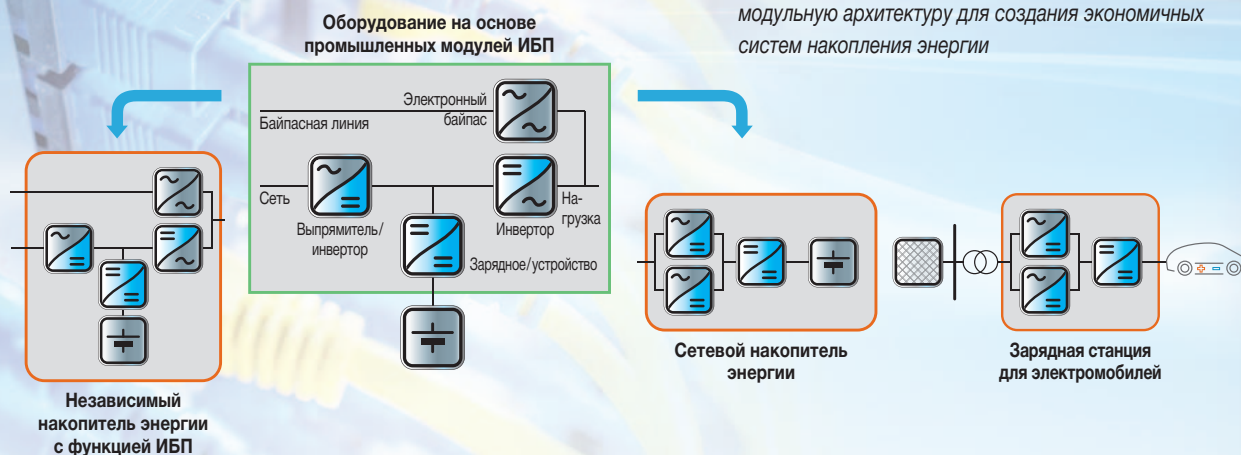 модульную архитектуру для создания экономичных
систем накопления энергии
Оборудование на основе
промышленных модулей ИБП
Электронный
байпас
Байпасная линия
Сеть
Выпрямитель/
инвертор
Инвертор
На-
грузка
Зарядное/устройство
Независимый
накопитель энергии
с функцией ИБП
Сетевой накопитель
энергии
Зарядная станция
для электромобилей